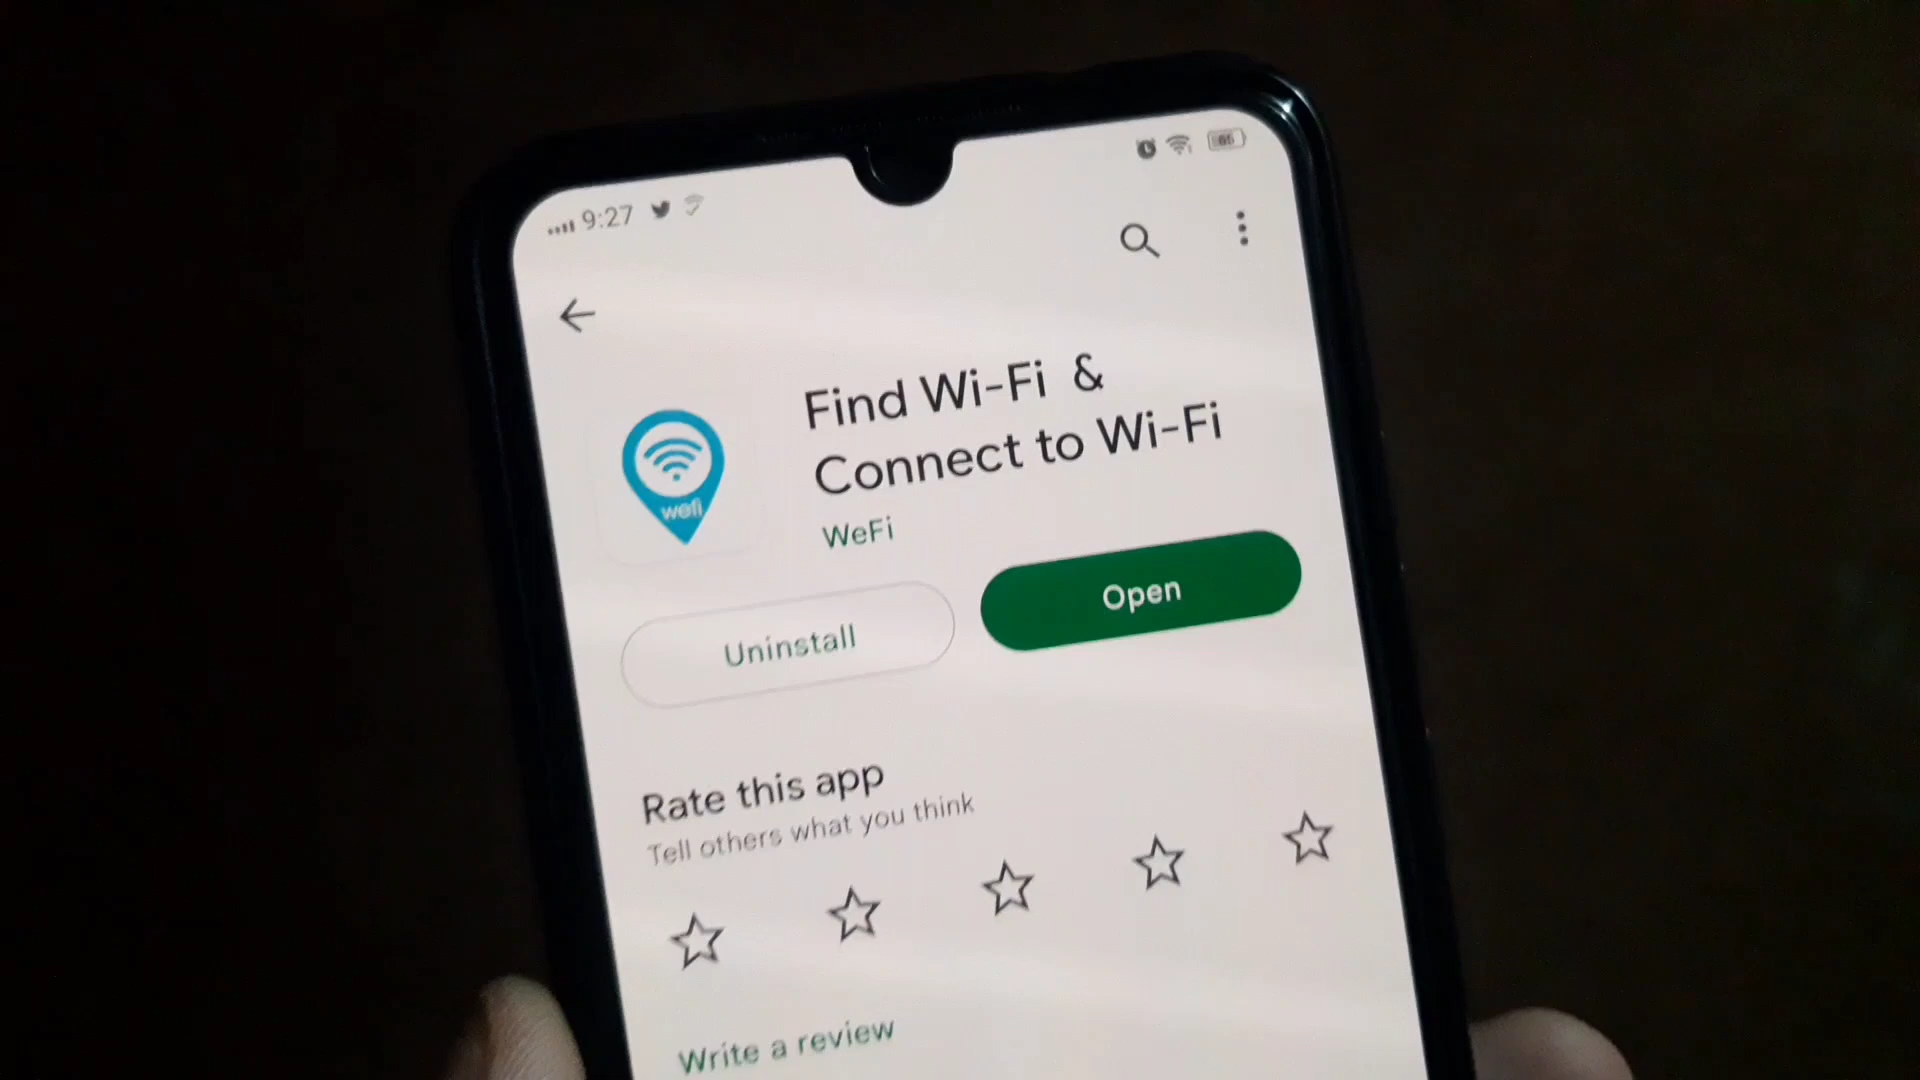 9:27
65
Find Wi-Fi &
Connect to Wi-Fi
wefi
WeFi
Uninstall
Open
Rate this app
Tell others what you think
Write a review